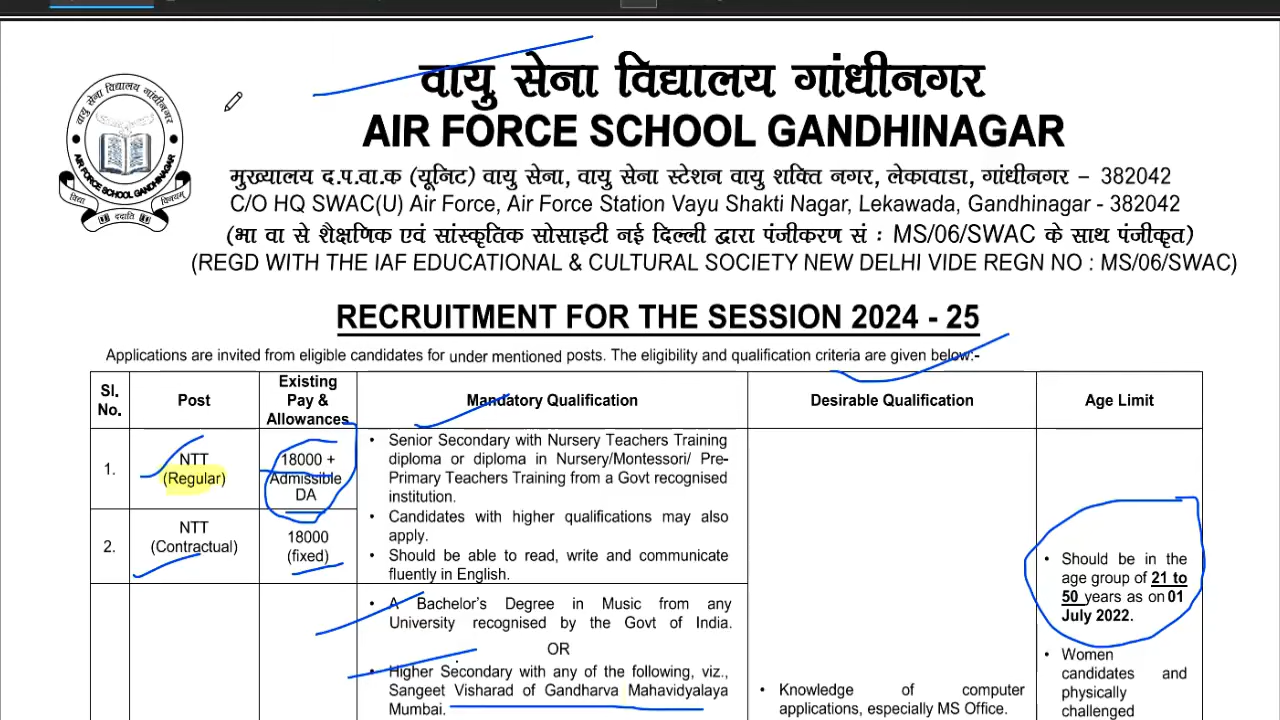 वायु सेना विद्यालय गांधीनगर
AIR FORCE SCHOOL GANDHINAGAR
मुख्यालय द.प.वा.क (यूनिट) वायु सेना, वायु सेना स्टेशन वायु शक्ति नगर, लेकावाडा, गांधीनगर – 382042
C/O HQ SWAC(U) Air Force, Air Force Station Vayu Shakti Nagar, Lekawada, Gandhinagar - 382042
(भा वा से शैक्षणिक एवं सांस्कृतिक सोसाइटी नई दिल्ली द्वारा पंजीकरण सं : MS/06/SWAC के साथ पंजीकृत)
(REGD WITH THE IAF EDUCATIONAL & CULTURAL SOCIETY NEW DELHI VIDE REGN NO : MS/06/SWAC)
वायु सेना विद्यालय गांधीनगर
AIR FORCE SCHOOL GANDHINAGAR
विद्या ददाति विनयम्
RECRUITMENT FOR THE SESSION 2024 - 25
Applications are invited from eligible candidates for under mentioned posts. The eligibility and qualification criteria are given below:-
Sl. No.
Post
Existing Pay & Allowances
Mandatory Qualification
Desirable Qualification
Age Limit
1.
NTT
(Regular)
18000 +
Admissible
DA
• Senior Secondary with Nursery Teachers Training
diploma or diploma in Nursery/Montessori/ Pre-
Primary Teachers Training from a Govt recognised
institution.
• Candidates with higher qualifications may also
apply.
• Should be able to read, write and communicate
fluently in English.
2.
NTT
(Contractual)
18000
(fixed)
• A Bachelor's Degree in Music from any
University recognised by the Govt of India.
OR
• Higher Secondary with any of the following, viz.,
Sangeet Visharad of Gandharva Mahavidyalaya
Mumbai.
• Knowledge of computer
applications, especially MS Office.
• Should be in the
age group of 21 to
50 years as on 01
July 2022.
• Women
candidates and
physically
challenged